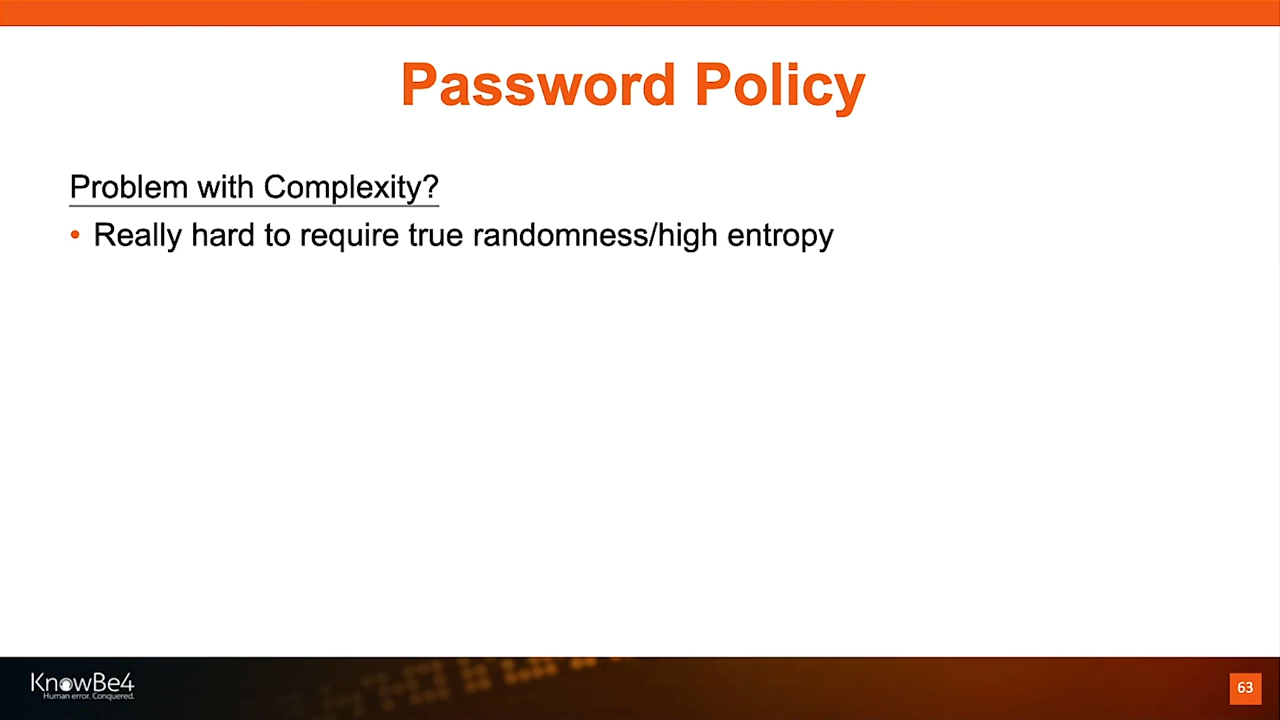 Password Policy
Problem with Complexity?
• Really hard to require true randomness/high entropy
KnowBe4
Human error. Conquered.
63